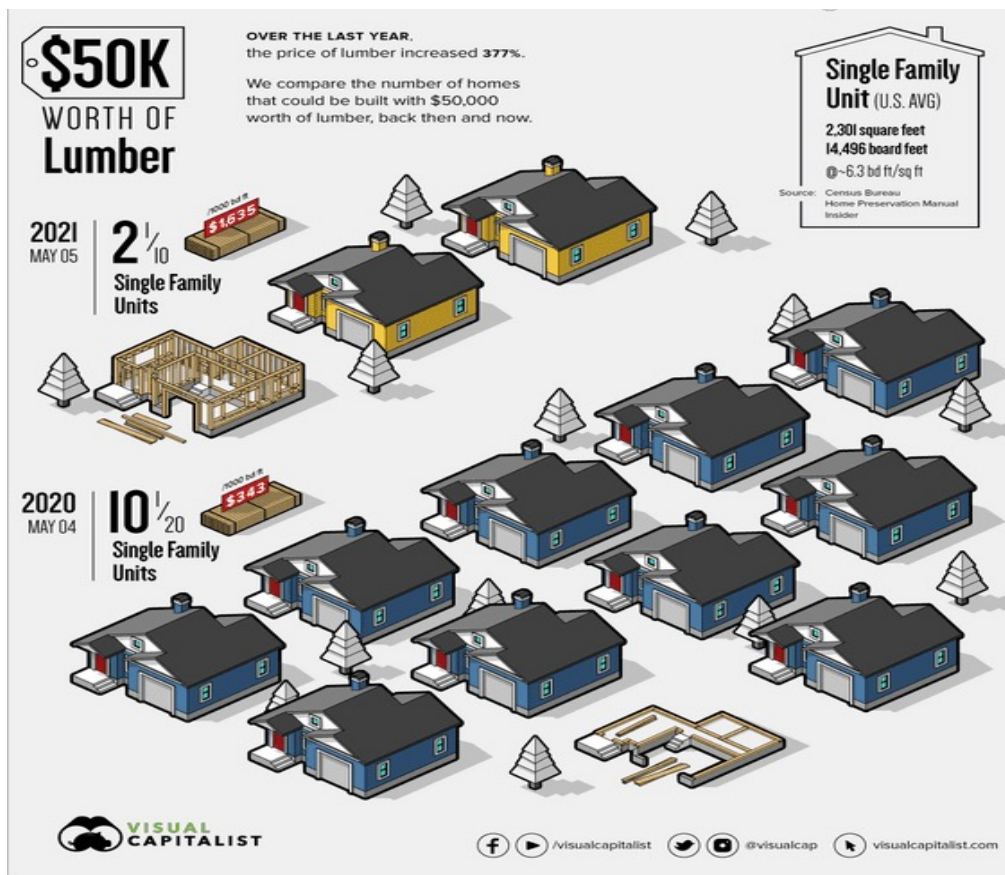 $50K
WORTH OF
Lumber
OVER THE LAST YEAR,
the price of lumber increased 377%.
We compare the number of homes
that could be built with $50,000
worth of lumber, back then and now.
Single Family
Unit (U.S. AVG)
2,301 square feet
14,496 board feet
@~6.3 bd ft/sq ft
Source: Census Bureau
Home Preservation Manual
Insider
2021
MAY 05
2 1/10
Single Family
Units
/1000 bd ft
$1,635
2020
MAY 04
10 1/20
Single Family
Units
/1000 bd ft
$343
VISUAL
CAPITALIST
/visualcapitalist
@visualcap
visualcapitalist.com